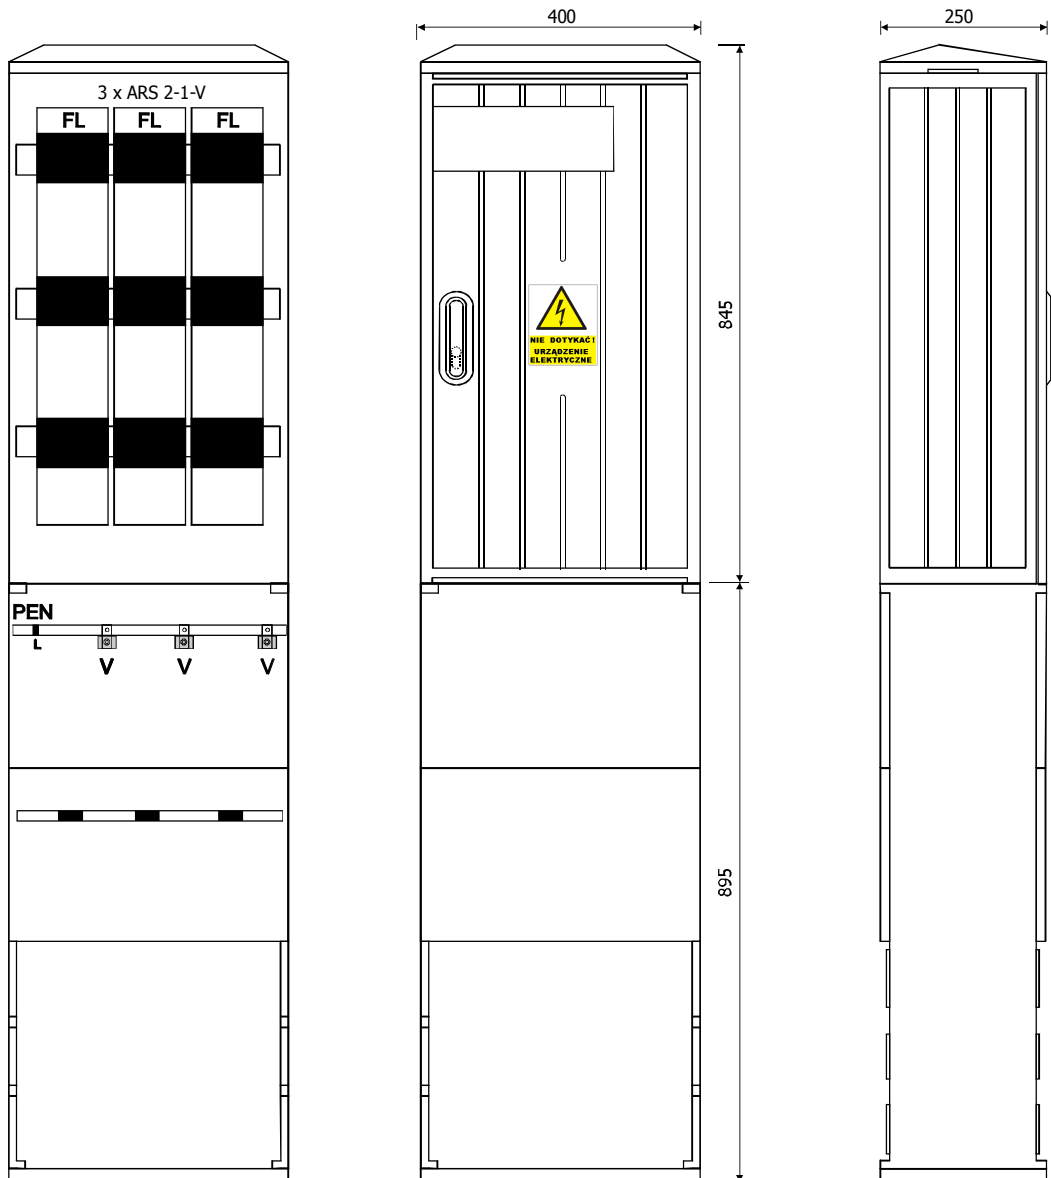 400
250
3 x ARS 2-1-V
FL FL FL
845
NIE DOTYKAĆ!
URZĄDZENIE
ELEKTRYCZNE
PEN
L
V V V
895